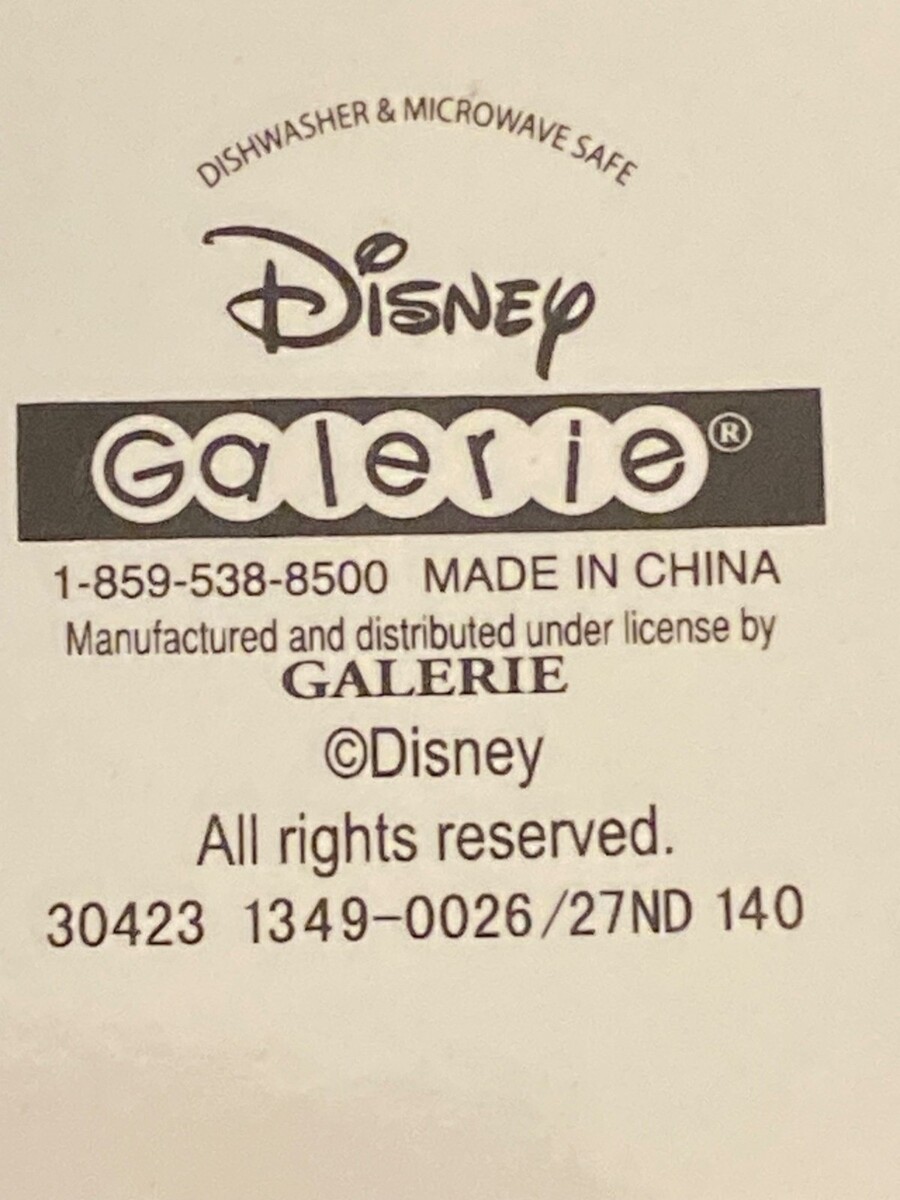 DISHWASHER & MICROWAVE SAFE
Disney
Galerie®
1-859-538-8500 MADE IN CHINA
Manufactured and distributed under license by
GALERIE
©Disney
All rights reserved.
30423 1349-0026/27ND 140